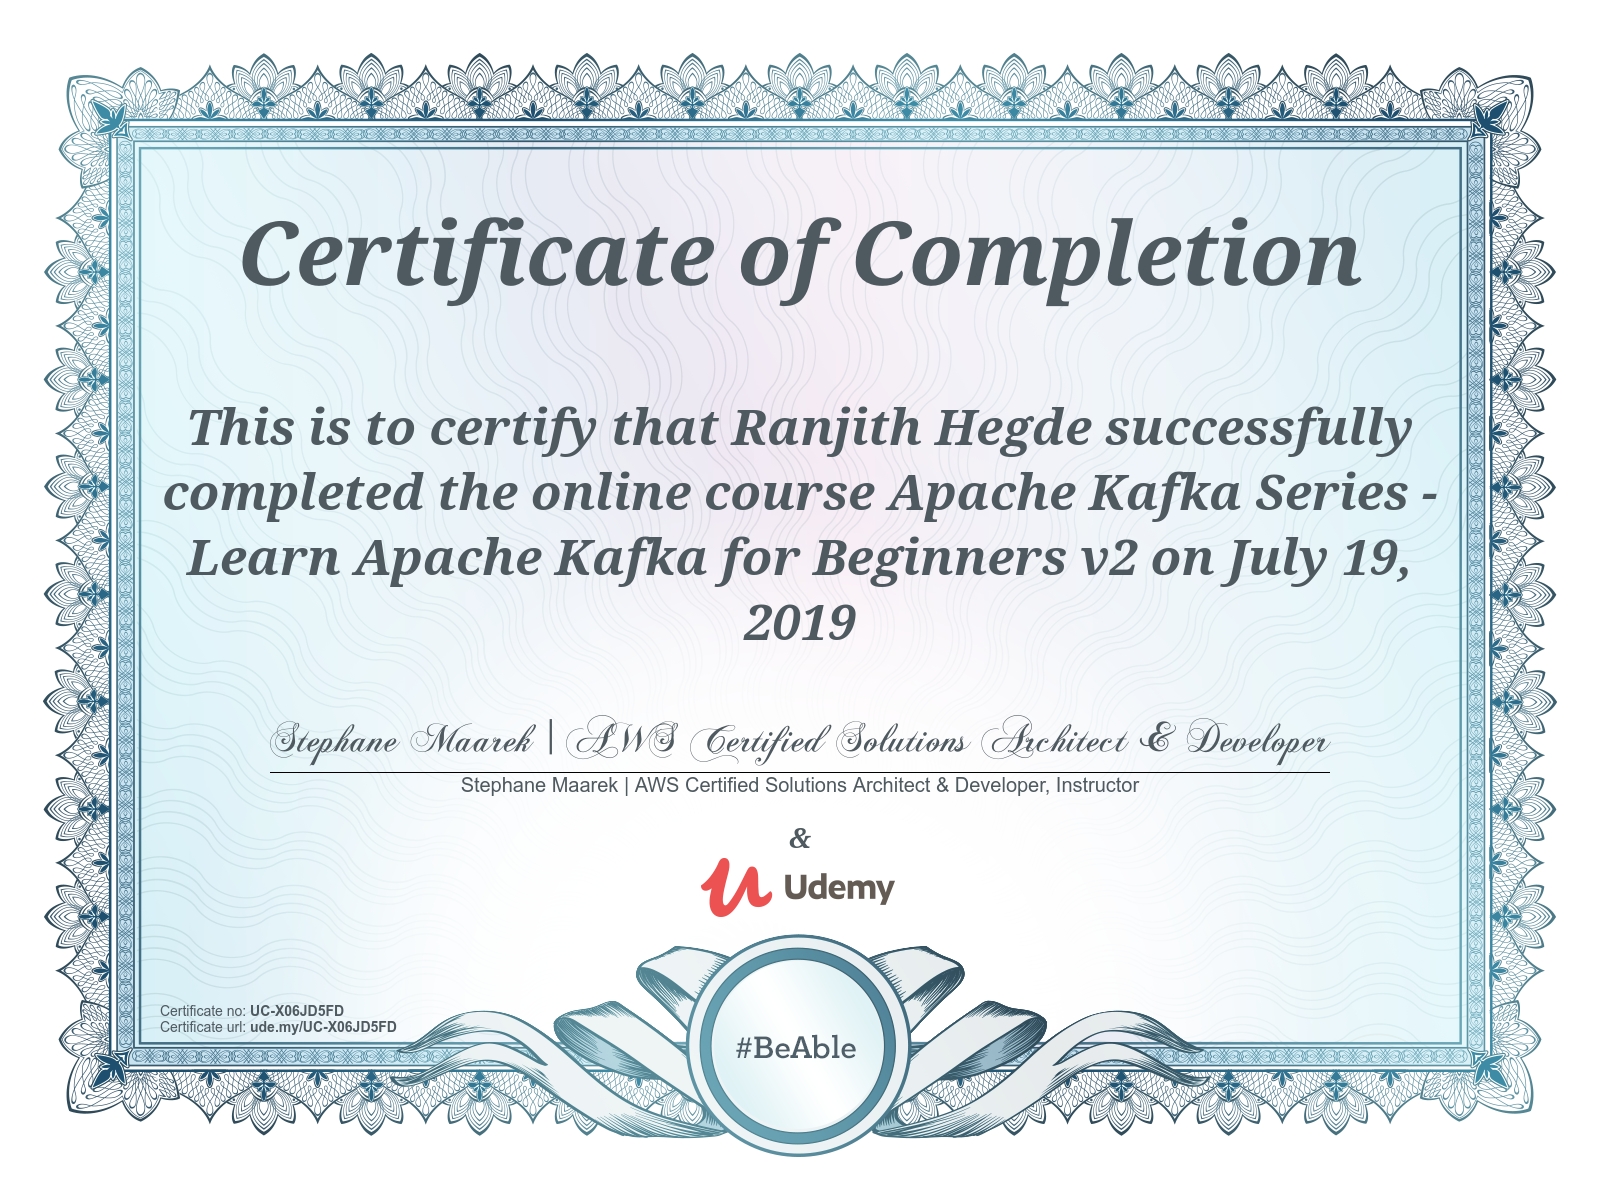 Certificate of Completion
This is to certify that Ranjith Hegde successfully
completed the online course Apache Kafka Series -
Learn Apache Kafka for Beginners v2 on July 19,
2019
Stephane Maarek | AWS Certified Solutions Architect & Developer
Stephane Maarek | AWS Certified Solutions Architect & Developer, Instructor
&
Udemy
Certificate no: UC-X06JD5FD
Certificate url: ude.my/UC-X06JD5FD
#BeAble